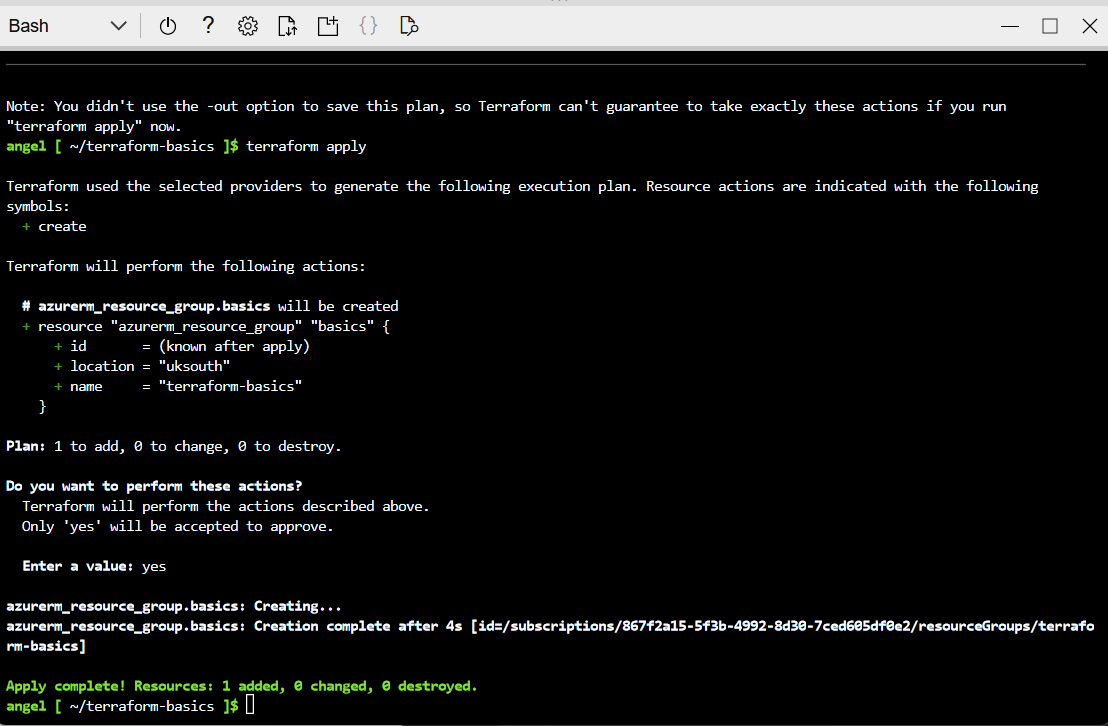 Bash
Note: You didn't use the -out option to save this plan, so Terraform can't guarantee to take exactly these actions if you run
"terraform apply" now.
angel [ ~/terraform-basics ]$ terraform apply
Terraform used the selected providers to generate the following execution plan. Resource actions are indicated with the following
symbols:
  + create
Terraform will perform the following actions:
  # azurerm_resource_group.basics will be created
  + resource "azurerm_resource_group" "basics" {
      + id       = (known after apply)
      + location = "uksouth"
      + name     = "terraform-basics"
    }
Plan: 1 to add, 0 to change, 0 to destroy.
Do you want to perform these actions?
  Terraform will perform the actions described above.
  Only 'yes' will be accepted to approve.
  Enter a value: yes
azurerm_resource_group.basics: Creating...
azurerm_resource_group.basics: Creation complete after 4s [id=/subscriptions/867f2a15-5f3b-4992-8d30-7ced605df0e2/resourceGroups/terrafo
rm-basics]
Apply complete! Resources: 1 added, 0 changed, 0 destroyed.
angel [ ~/terraform-basics ]$